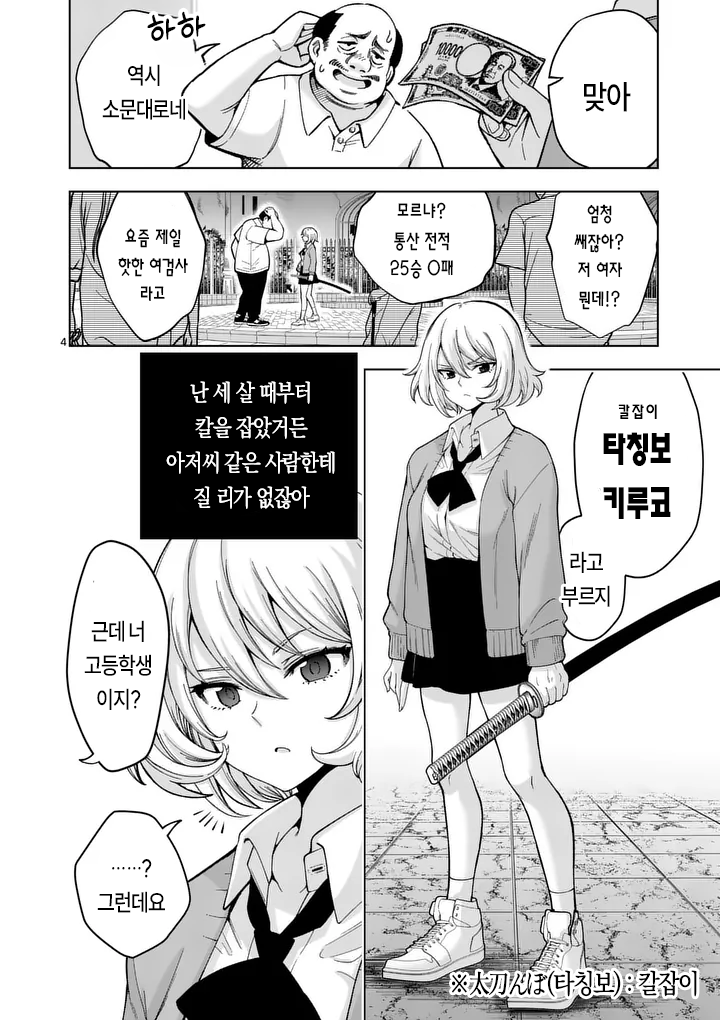 맞아
하하
역시
소문대로네
10000
10000
엄청
쌔잖아?
저 여자
뭔데!?
모르냐?
통산 전적
25승 0패
요즘 제일
핫한 여검사
라고
4
칼잡이
타칭보
키루코
라고
부르지
난 세 살 때부터
칼을 잡았거든
아저씨 같은 사람한테
질 리가 없잖아
근데 너
고등학생
이지?
……?
그런데요
※太刀んぼ(타칭보) : 칼잡이